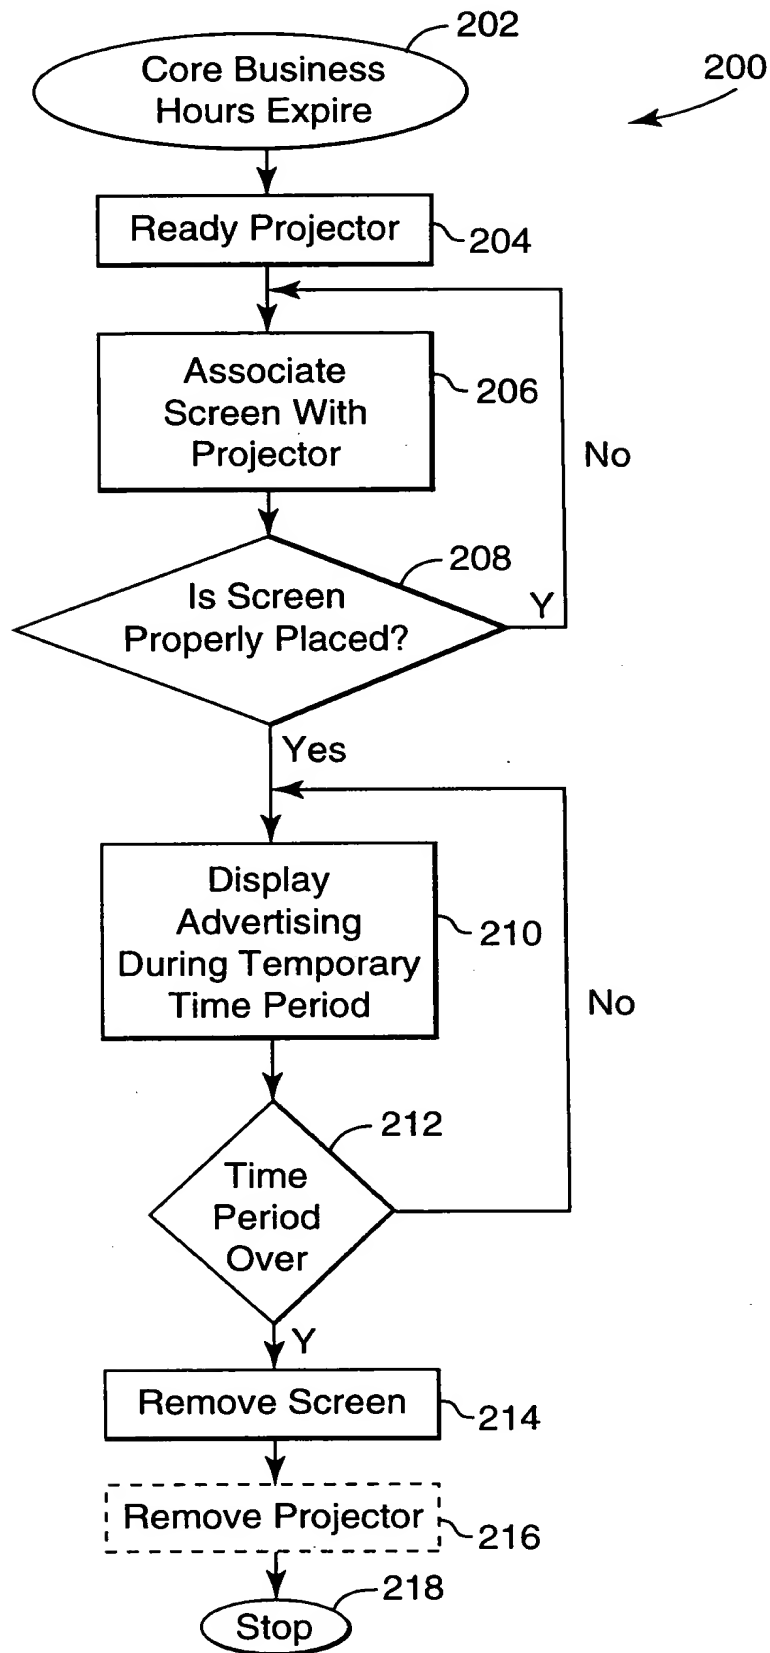 202
Core Business
Hours Expire
200
Ready Projector
204
Associate
Screen With
Projector
206
No
208
Is Screen
Properly Placed?
Y
Yes
Display
Advertising
During Temporary
Time Period
210
No
212
Time
Period
Over
Y
Remove Screen
214
Remove Projector
216
218
Stop